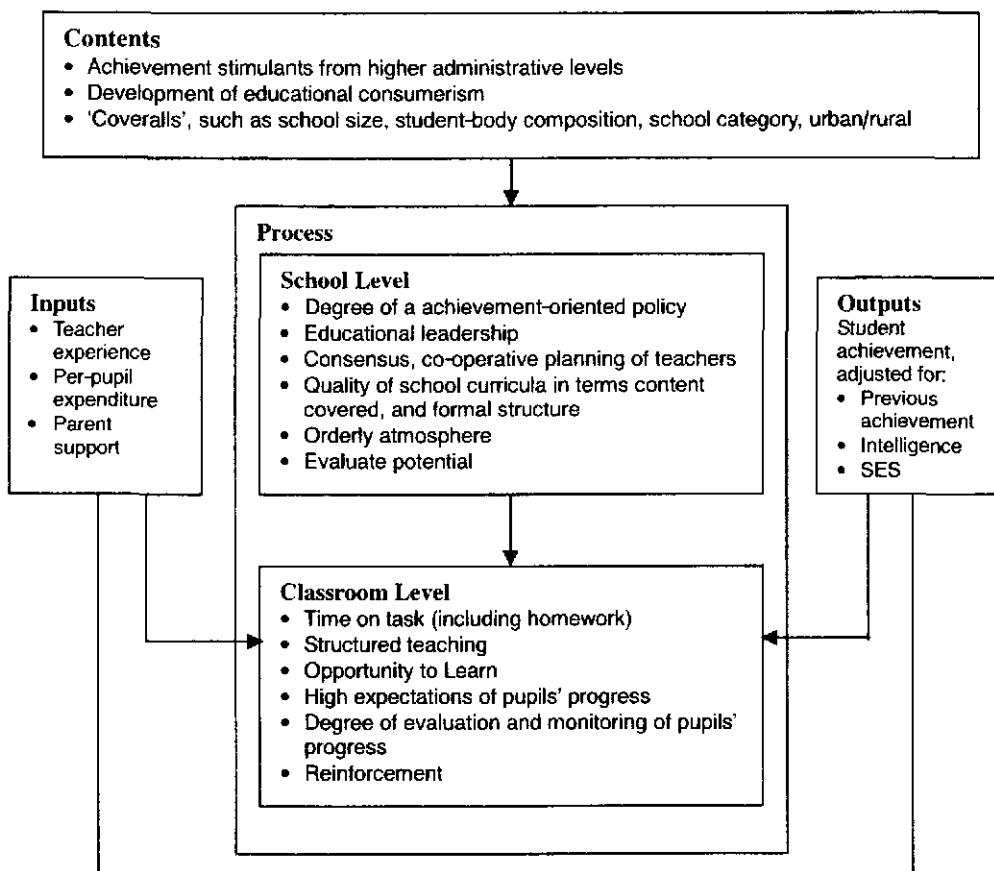 Contents
• Achievement stimulants from higher administrative levels
• Development of educational consumerism
• 'Coveralls', such as school size, student-body composition, school category, urban/rural
Process
School Level
• Degree of a achievement-oriented policy
• Educational leadership
• Consensus, co-operative planning of teachers
• Quality of school curricula in terms content
covered, and formal structure
• Orderly atmosphere
• Evaluate potential
Inputs
• Teacher
experience
• Per-pupil
expenditure
• Parent
support
Outputs
Student
achievement,
adjusted for:
• Previous
achievement
• Intelligence
• SES
Classroom Level
• Time on task (including homework)
• Structured teaching
• Opportunity to Learn
• High expectations of pupils' progress
• Degree of evaluation and monitoring of pupils'
progress
• Reinforcement